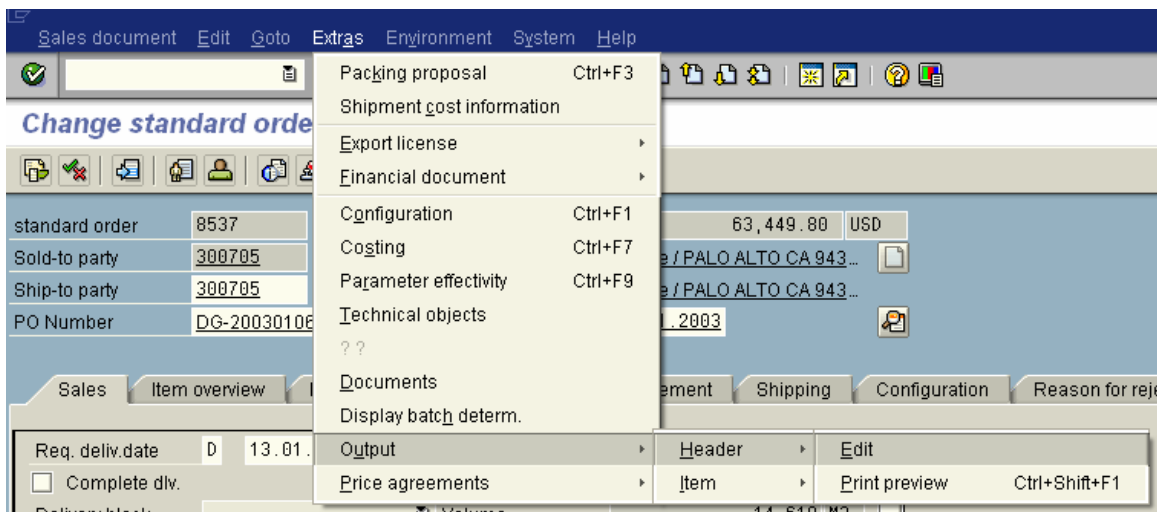 Sales document Edit Goto Extras Environment System Help
Packing proposal Ctrl+F3
Shipment cost information
Change standard orde
Export license
Financial document
Configuration Ctrl+F1
standard order 8537 63,449.80 USD
Costing Ctrl+F7
Sold-to party 300705 e / PALO ALTO CA 943...
Parameter effectivity Ctrl+F9
Ship-to party 300705 e / PALO ALTO CA 943...
Technical objects
PO Number DG-20030106 .2003
? ?
Documents
Sales Item overview ement Shipping Configuration Reason for reje
Display batch determ.
Req. deliv.date D 13.01. Output Header Edit
Complete dlv. Price agreements Item Print preview Ctrl+Shift+F1